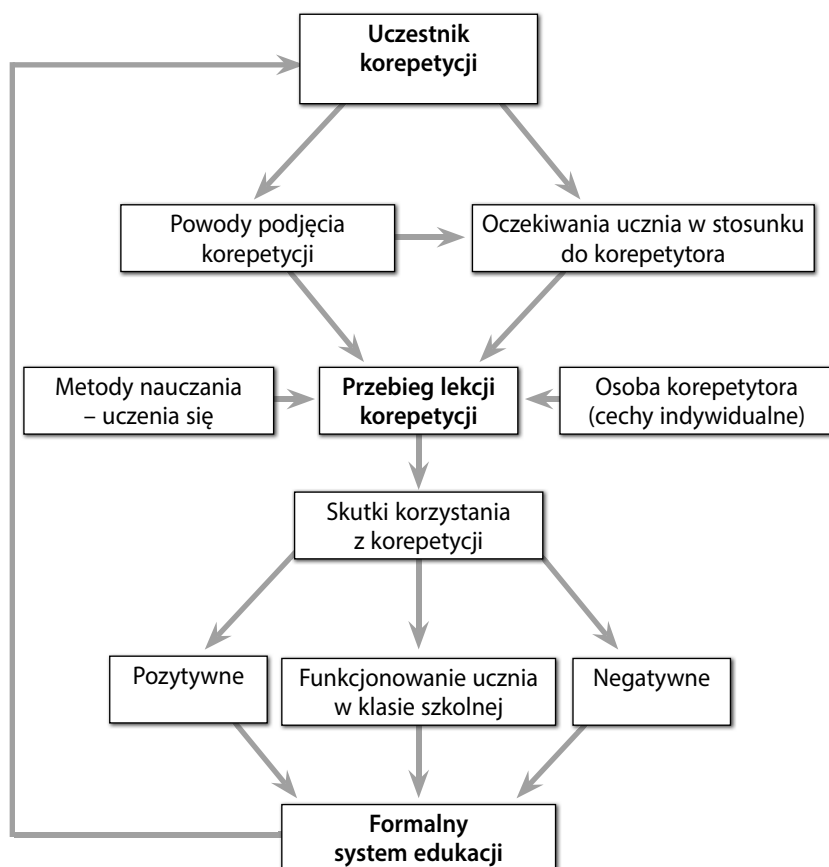 Uczestnik
korepetycji
Powody podjęcia
korepetycji
Oczekiwania ucznia w stosunku
do korepetytora
Metody nauczania
– uczenia się
Przebieg lekcji
korepetycji
Osoba korepetytora
(cechy indywidualne)
Skutki korzystania
z korepetycji
Pozytywne
Funkcjonowanie ucznia
w klasie szkolnej
Negatywne
Formalny
system edukacji